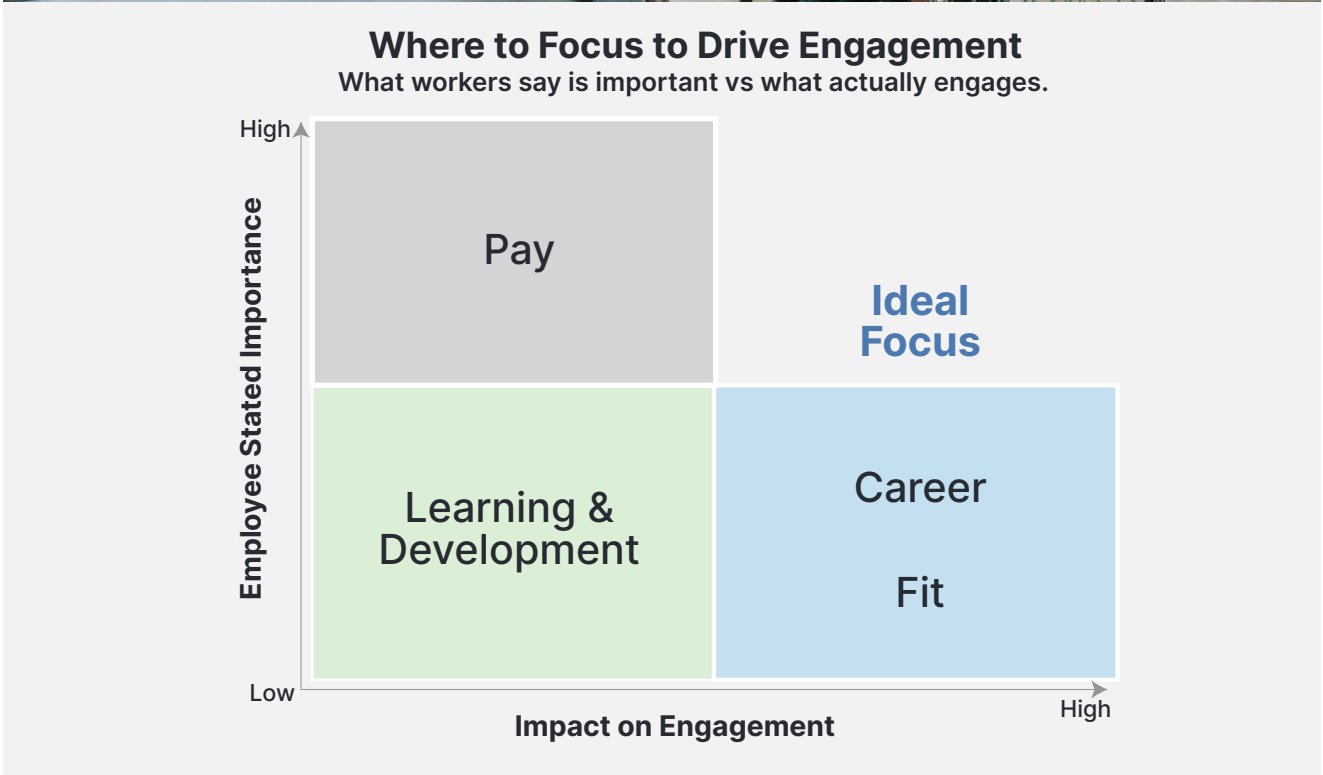 Where to Focus to Drive Engagement
What workers say is important vs what actually engages.
High
Employee Stated Importance
Pay
Ideal
Focus
Learning &
Development
Career
Fit
Low
High
Impact on Engagement